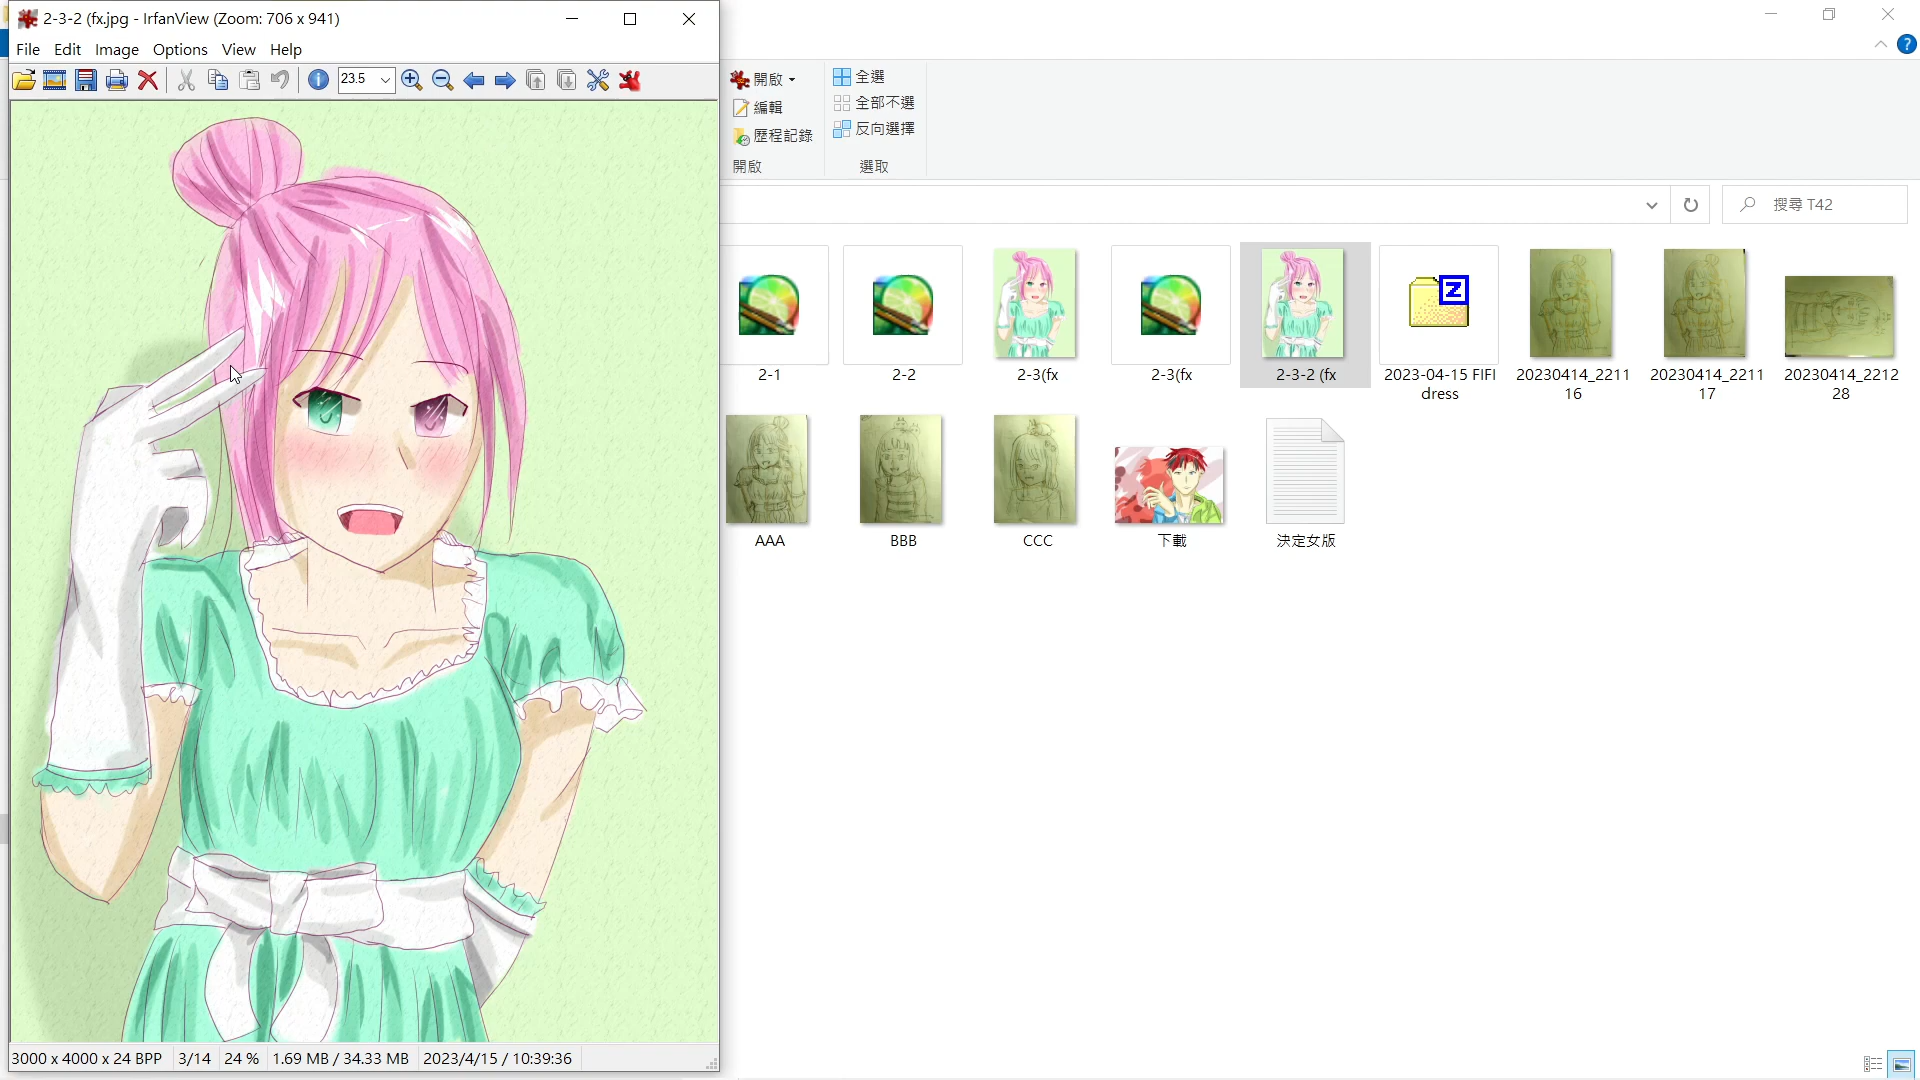 2-3-2 (fx.jpg - IrfanView (Zoom: 706 x 941)
File Edit Image Options View Help
23.5
開啟
編輯
歷程記錄
開啟
全選
全部不選
反向選擇
選取
搜尋 T42
2-1
2-2
2-3(fx
2-3(fx
2-3-2 (fx
2023-04-15 FIFI
dress
20230414_2211
16
20230414_2211
17
20230414_2212
28
AAA
BBB
CCC
下載
決定女版
3000 x 4000 x 24 BPP 3/14 24 % 1.69 MB / 34.33 MB 2023/4/15 / 10:39:36